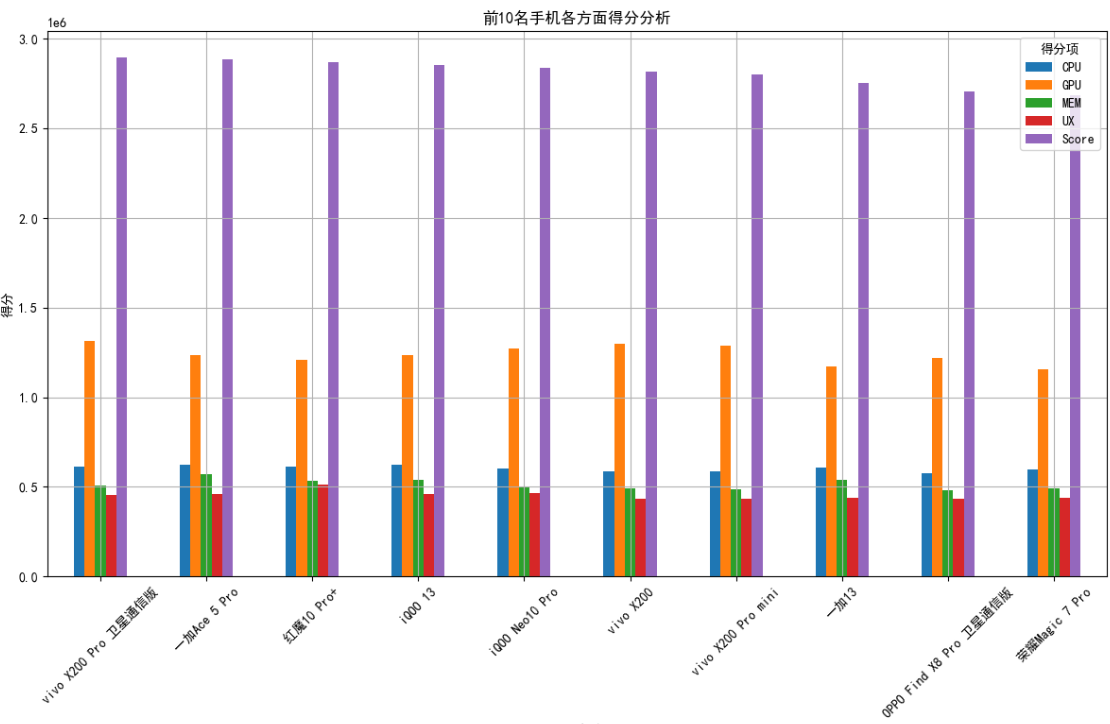 前10名手机各方面得分分析
1e6
3.0
2.5
2.0
1.5
1.0
0.5
0.0
得分
得分项
CPU
GPU
MEM
UX
Score
vivo X200 Pro 卫星通信版
一加Ace 5 Pro
红魔10 Pro+
iQOO 13
iQOO Neo10 Pro
vivo X200
vivo X200 Pro mini
一加13
OPPO Find X8 Pro 卫星通信版
荣耀Magic 7 Pro